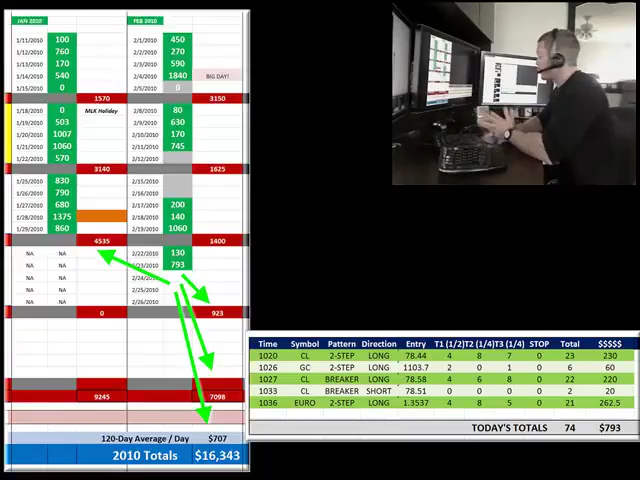 JAN 2010 FEB 2010
1/11/2010 100 2/1/2010 450
1/12/2010 760 2/2/2010 270
1/13/2010 170 2/3/2010 590
1/14/2010 540 2/4/2010 1840 BIG DAY!
1/15/2010 0 2/5/2010 0
1570 3150
1/18/2010 0 MLK Holiday 2/8/2010 80
1/19/2010 503 2/9/2010 630
1/20/2010 1007 2/10/2010 170
1/21/2010 1060 2/11/2010 745
1/22/2010 570 2/12/2010
3140 1625
1/25/2010 830 2/15/2010
1/26/2010 790 2/16/2010
1/27/2010 680 2/17/2010 200
1/28/2010 1375 2/18/2010 140
1/29/2010 860 2/19/2010 1060
4535 1400
NA NA 2/22/2010 130
NA NA 2/23/2010 793
NA NA 2/24/2010
NA NA 2/25/2010
NA NA 2/26/2010
0 923
9245 7098
120-Day Average / Day $707
2010 Totals $16,343
Time Symbol Pattern Direction Entry T1 (1/2) T2 (1/4) T3 (1/4) STOP Total $$$$$
1020 CL 2-STEP LONG 78.44 4 8 7 0 23 230
1026 GC 2-STEP LONG 1103.7 2 0 1 0 6 60
1027 CL BREAKER LONG 78.58 4 6 8 0 22 220
1033 CL BREAKER SHORT 78.51 0 0 0 0 2 20
1036 EURO 2-STEP LONG 1.3537 4 8 5 0 21 262.5
TODAY'S TOTALS 74 $793